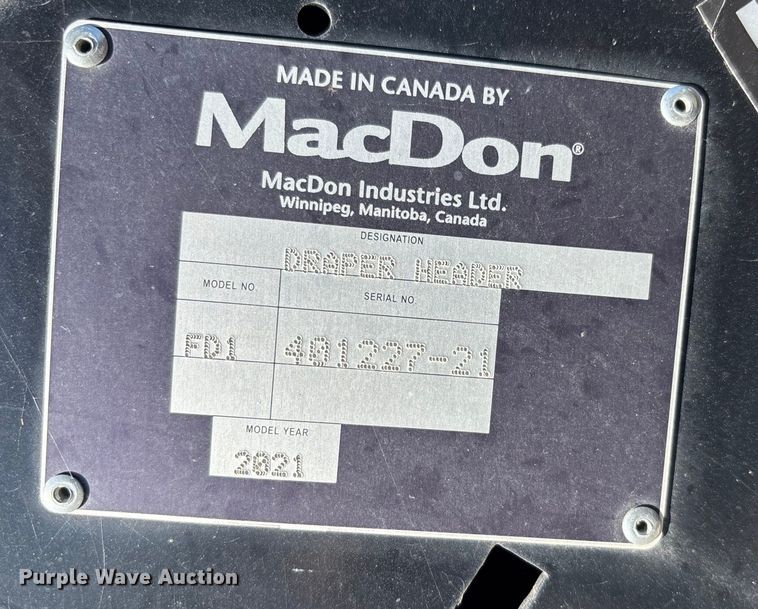 MADE IN CANADA BY
MacDon®
MacDon Industries Ltd.
Winnipeg, Manitoba, Canada
DESIGNATION
DRAPER HEADER
MODEL NO.
SERIAL NO.
FD1
401227-21
MODEL YEAR
2021
Purple Wave Auction